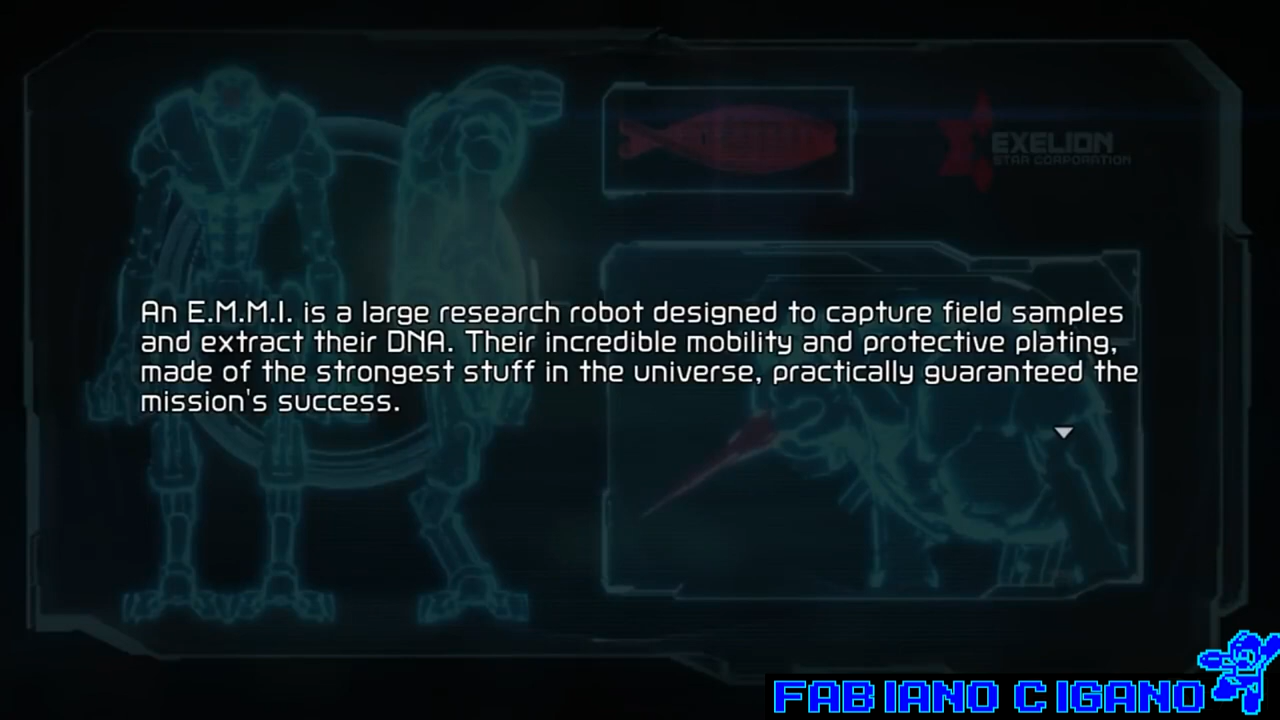 EXELION
STAR CORPORATION
An E.M.M.I. is a large research robot designed to capture field samples
and extract their DNA. Their incredible mobility and protective plating,
made of the strongest stuff in the universe, practically guaranteed the
mission's success.
FABIANO CIGANO